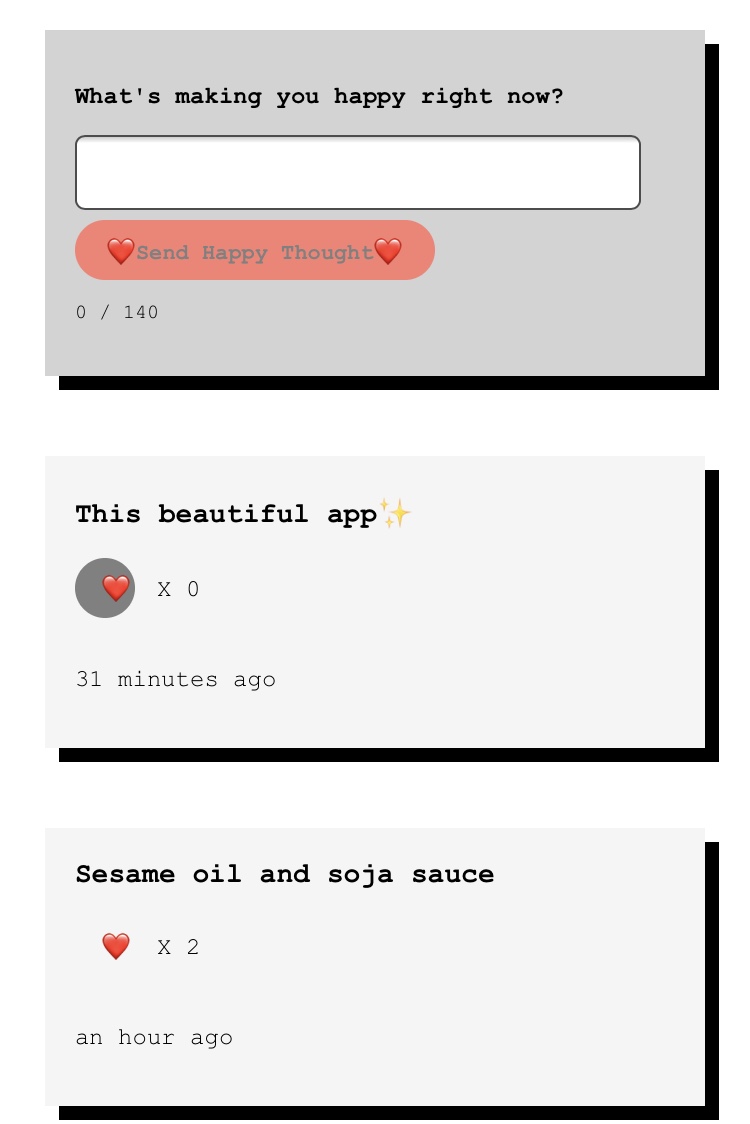 What's making you happy right now?
❤️Send Happy Thought❤️
0 / 140
This beautiful app✨
❤️ X 0
31 minutes ago
Sesame oil and soja sauce
❤️ X 2
an hour ago